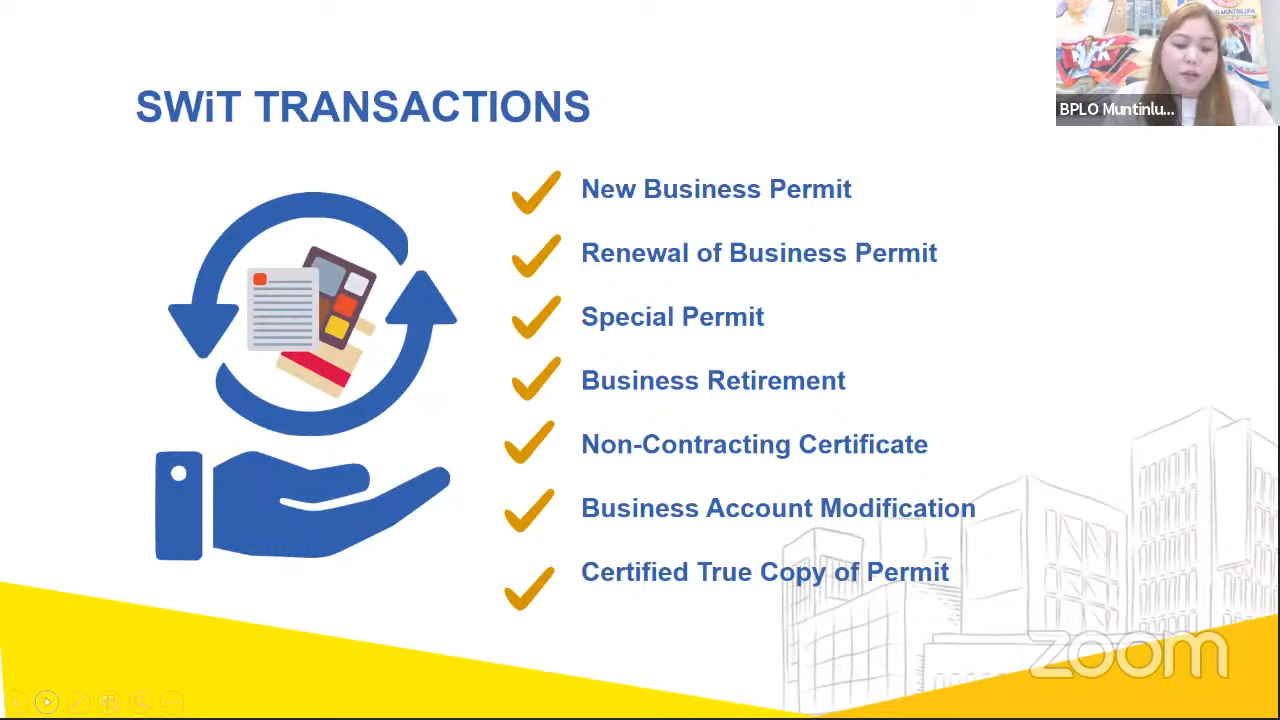 BPLO Muntinlu...
SWiT TRANSACTIONS
New Business Permit
Renewal of Business Permit
Special Permit
Business Retirement
Non-Contracting Certificate
Business Account Modification
Certified True Copy of Permit
zoom